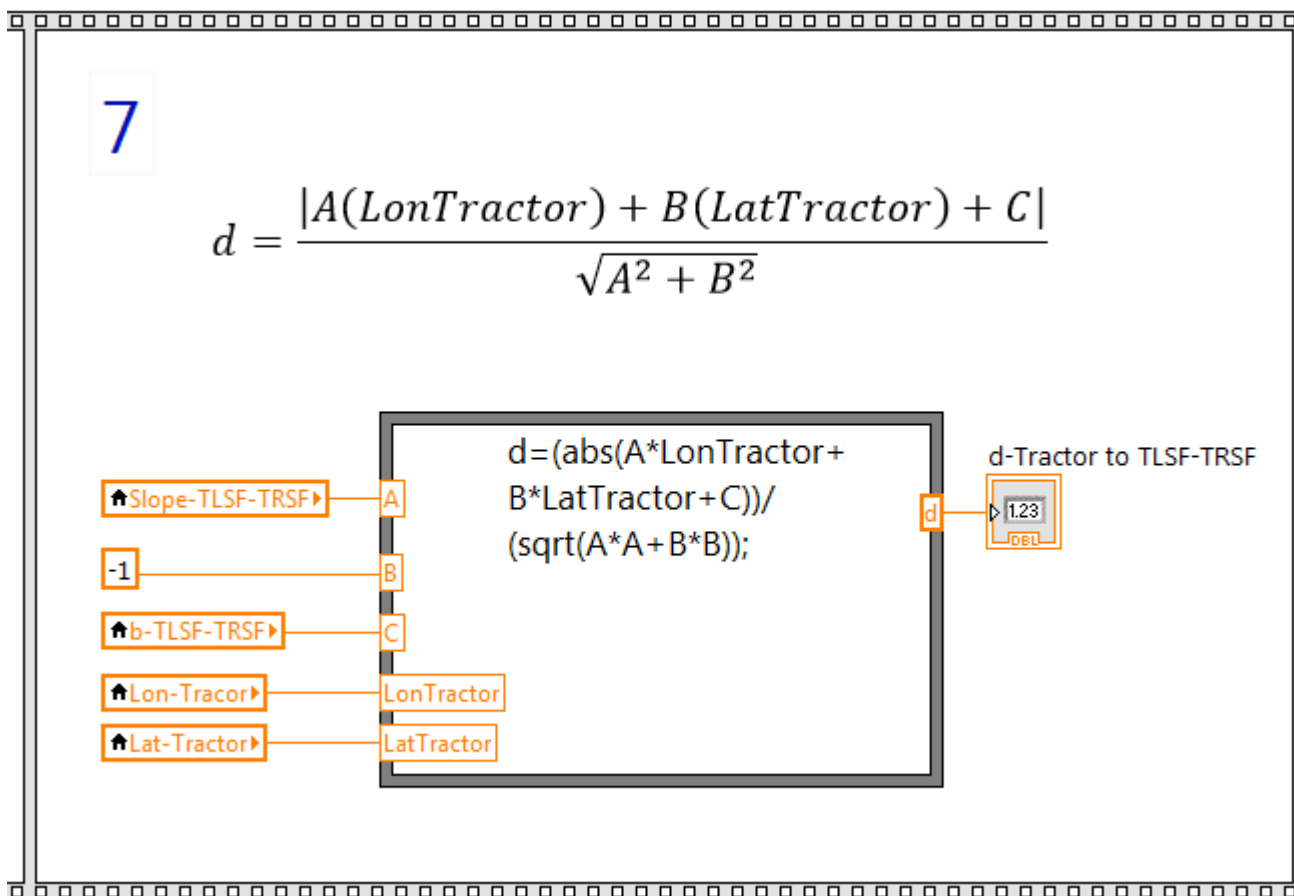 7
d = |A(LonTractor) + B(LatTractor) + C| / √A² + B²
d=(abs(A*LonTractor+
B*LatTractor+C))/
(sqrt(A*A+B*B));
Slope-TLSF-TRSF
A
-1
B
b-TLSF-TRSF
C
Lon-Tracor
LonTractor
Lat-Tractor
LatTractor
d
d-Tractor to TLSF-TRSF
1.23
DBL